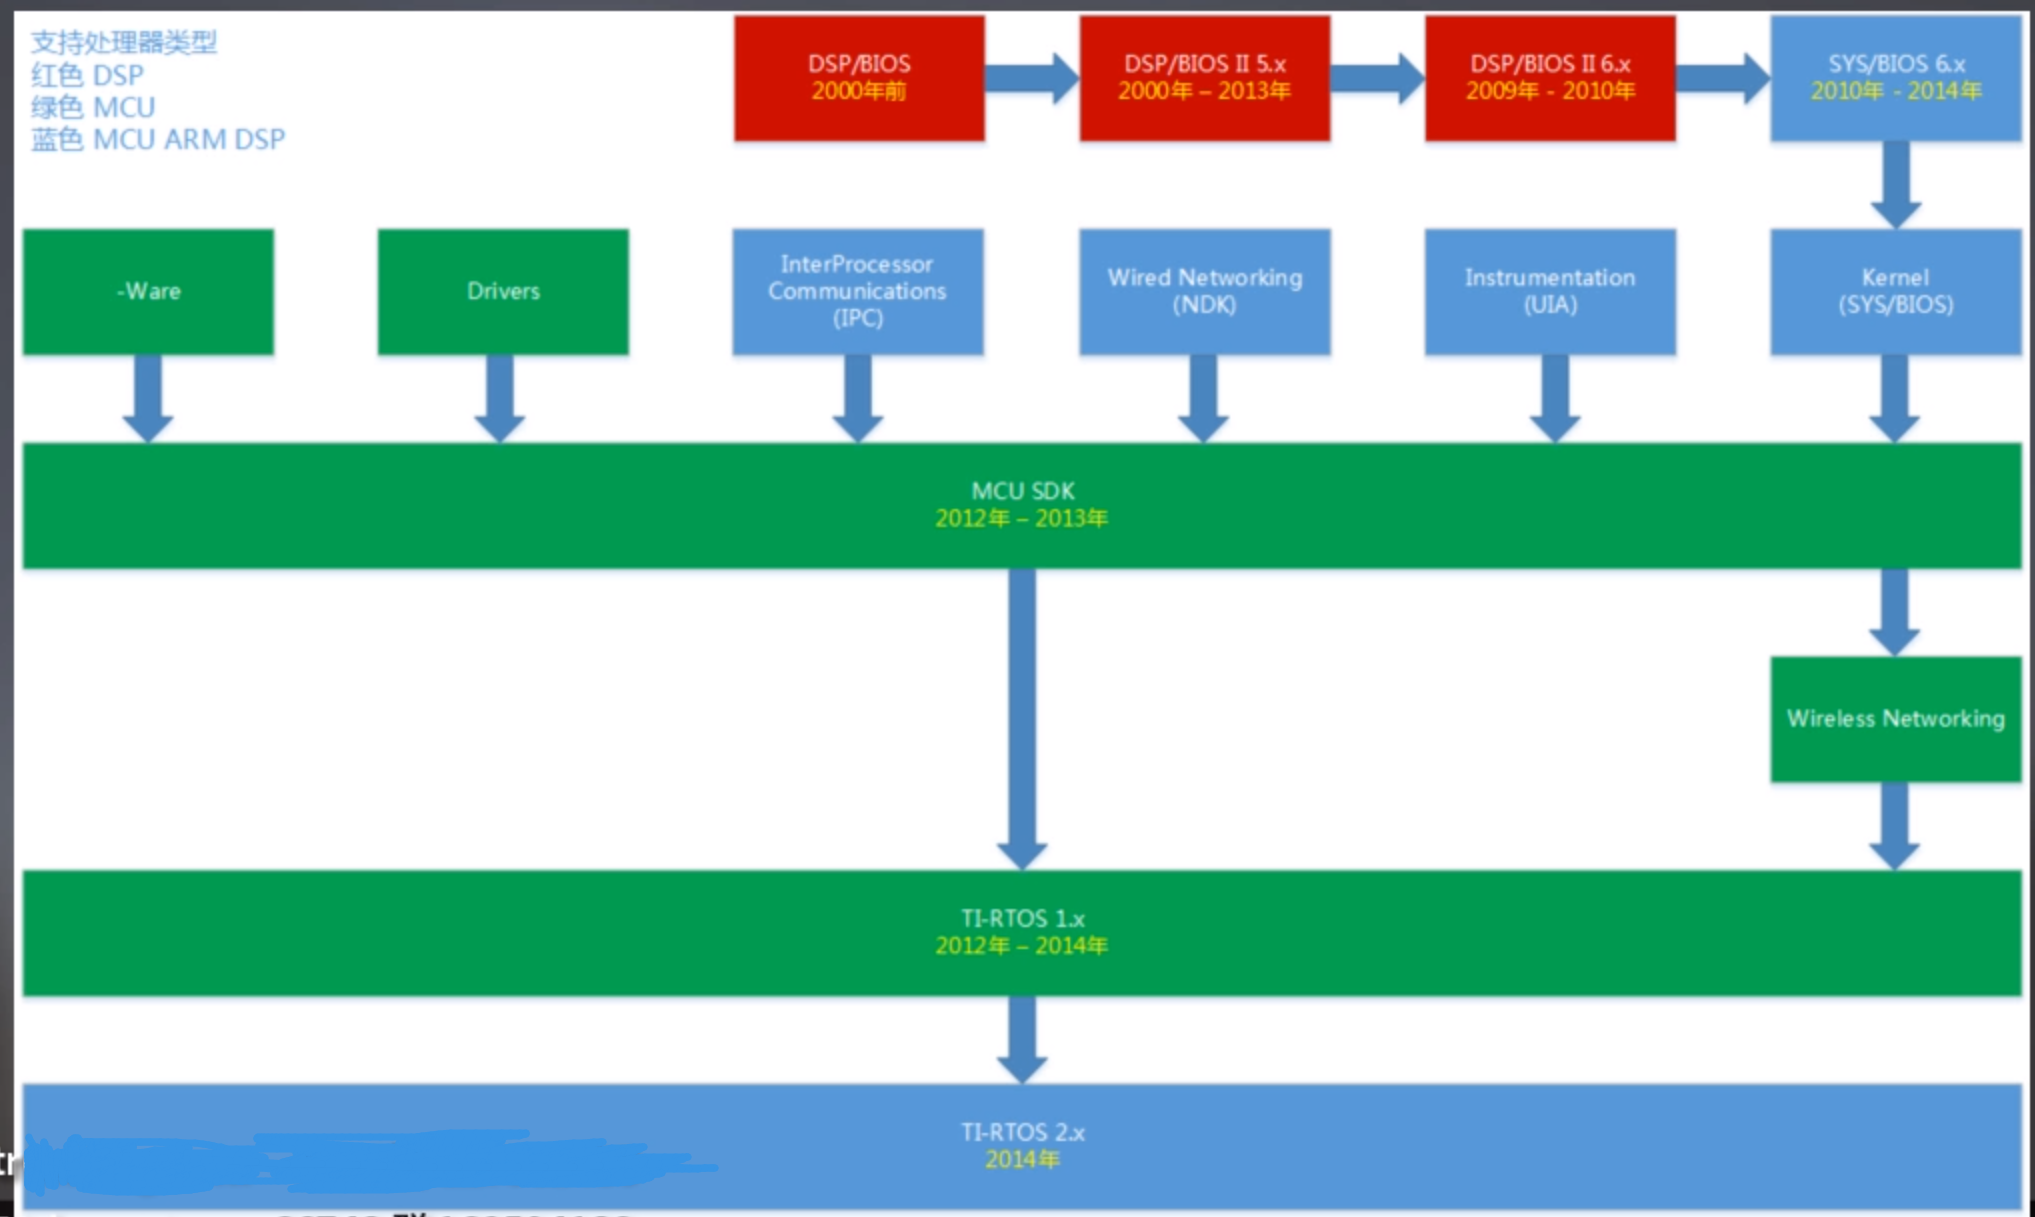 支持处理器类型
红色 DSP
绿色 MCU
蓝色 MCU ARM DSP
DSP/BIOS
2000年前
DSP/BIOS II 5.x
2000年 – 2013年
DSP/BIOS II 6.x
2009年 - 2010年
SYS/BIOS 6.x
2010年 - 2014年
-Ware
Drivers
InterProcessor
Communications
(IPC)
Wired Networking
(NDK)
Instrumentation
(UIA)
Kernel
(SYS/BIOS)
MCU SDK
2012年 – 2013年
Wireless Networking
TI-RTOS 1.x
2012年 – 2014年
TI-RTOS 2.x
2014年